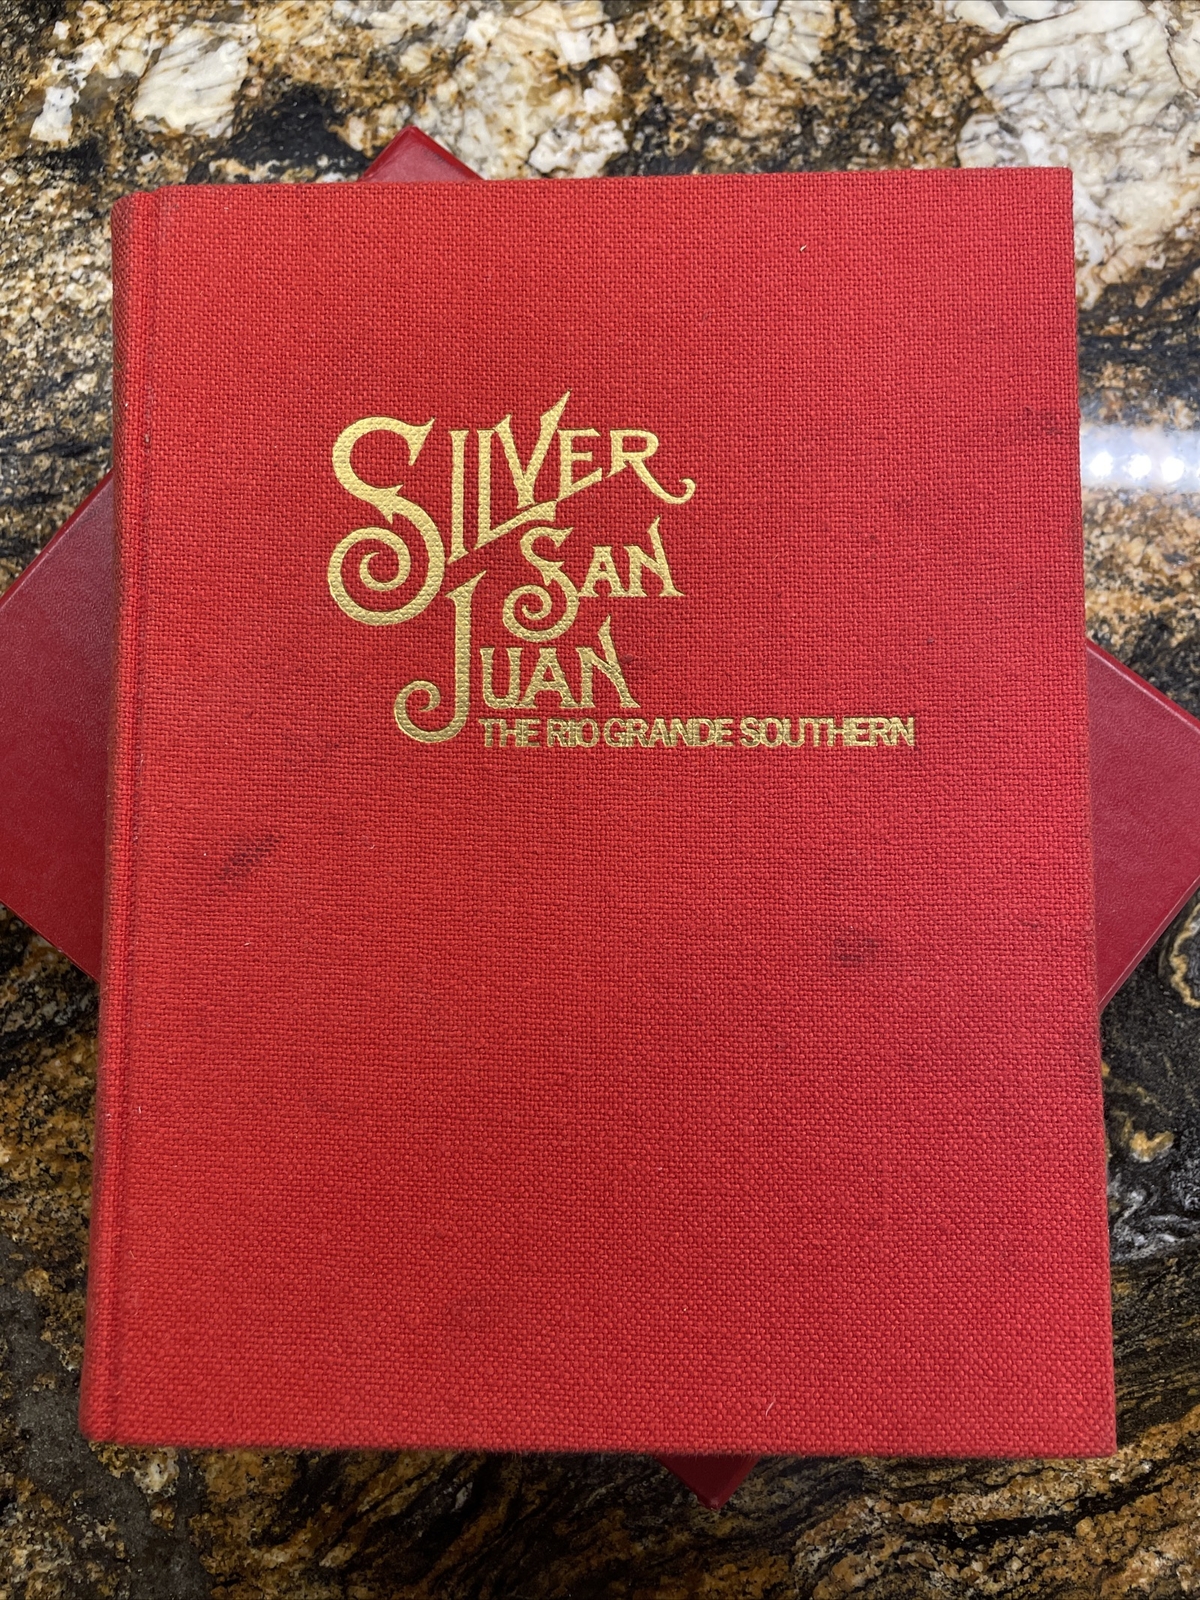 SILVER
SAN
JUAN
THE RIO GRANDE SOUTHERN